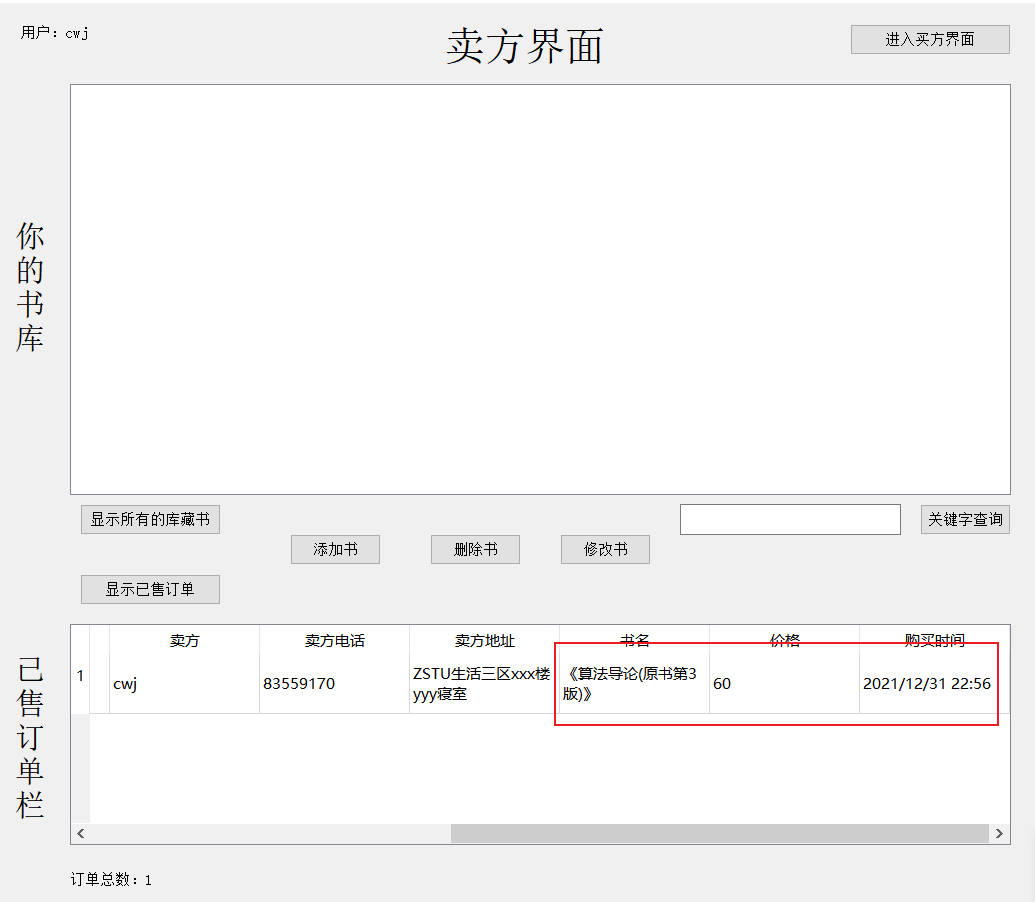 用户：cwj
卖方界面
进入买方界面
你的书库
显示所有的库藏书
关键字查询
添加书
删除书
修改书
显示已售订单
已售订单栏
卖方
卖方电话
卖方地址
书名
价格
购买时间
1
cwj
83559170
ZSTU生活三区xxx楼
yyy寝室
《算法导论(原书第3
版)》
60
2021/12/31 22:56
订单总数：1